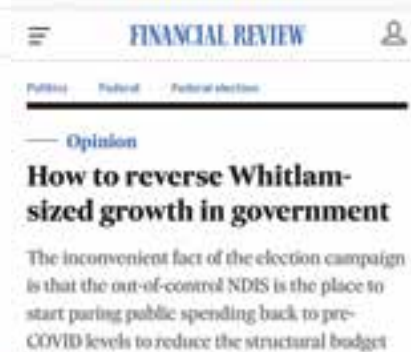 FINANCIAL REVIEW
Politics Federal Federal election
Opinion
How to reverse Whitlam-
sized growth in government
The inconvenient fact of the election campaign
is that the out-of-control NDIS is the place to
start paring public spending back to pre-
COVID levels to reduce the structural budget